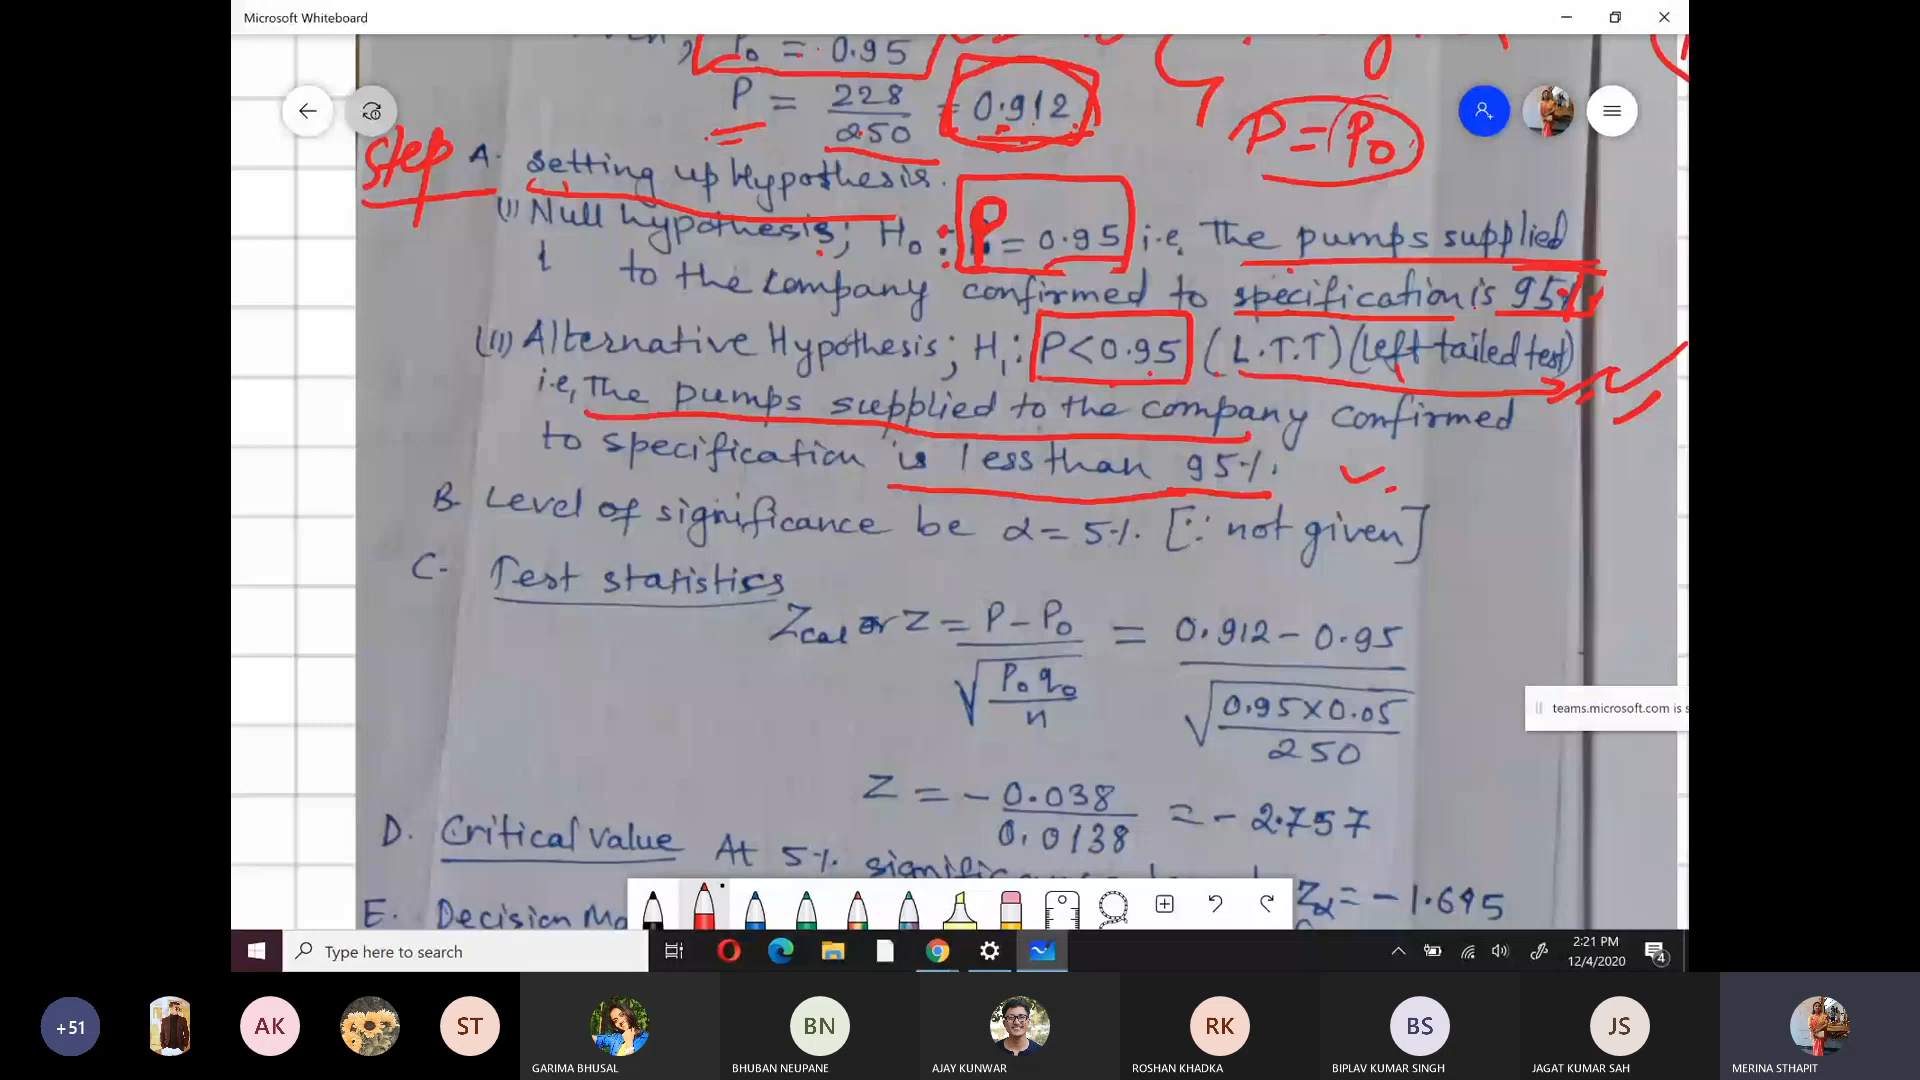 Microsoft Whiteboard
P₀ = 0.95
P = 228/250 = 0.912
P = P₀
Step A. Setting up Hypothesis.
(i) Null hypothesis; H₀ : P = 0.95 i.e. The pumps supplied
to the company confirmed to specification is 95%
(ii) Alternative Hypothesis; H₁ : P < 0.95 (L.T.T) (left tailed test)
i.e, The pumps supplied to the company confirmed
to specification is less than 95%.
B. Level of significance be α = 5%. [∵ not given]
C. Test statistics
Zcal or Z = P - P₀ / √(P₀q₀/n) = 0.912 - 0.95 / √(0.95×0.05/250)
teams.microsoft.com is s
Z = - 0.038/0.0138 = - 2.757
D. Critical value At 5% Zα = - 1.645
E. Decision Ma
Type here to search
2:21 PM
12/4/2020
4
+51
AK
ST
BN
RK
BS
JS
GARIMA BHUSAL
BHUBAN NEUPANE
AJAY KUNWAR
ROSHAN KHADKA
BIPLAV KUMAR SINGH
JAGAT KUMAR SAH
MERINA STHAPIT